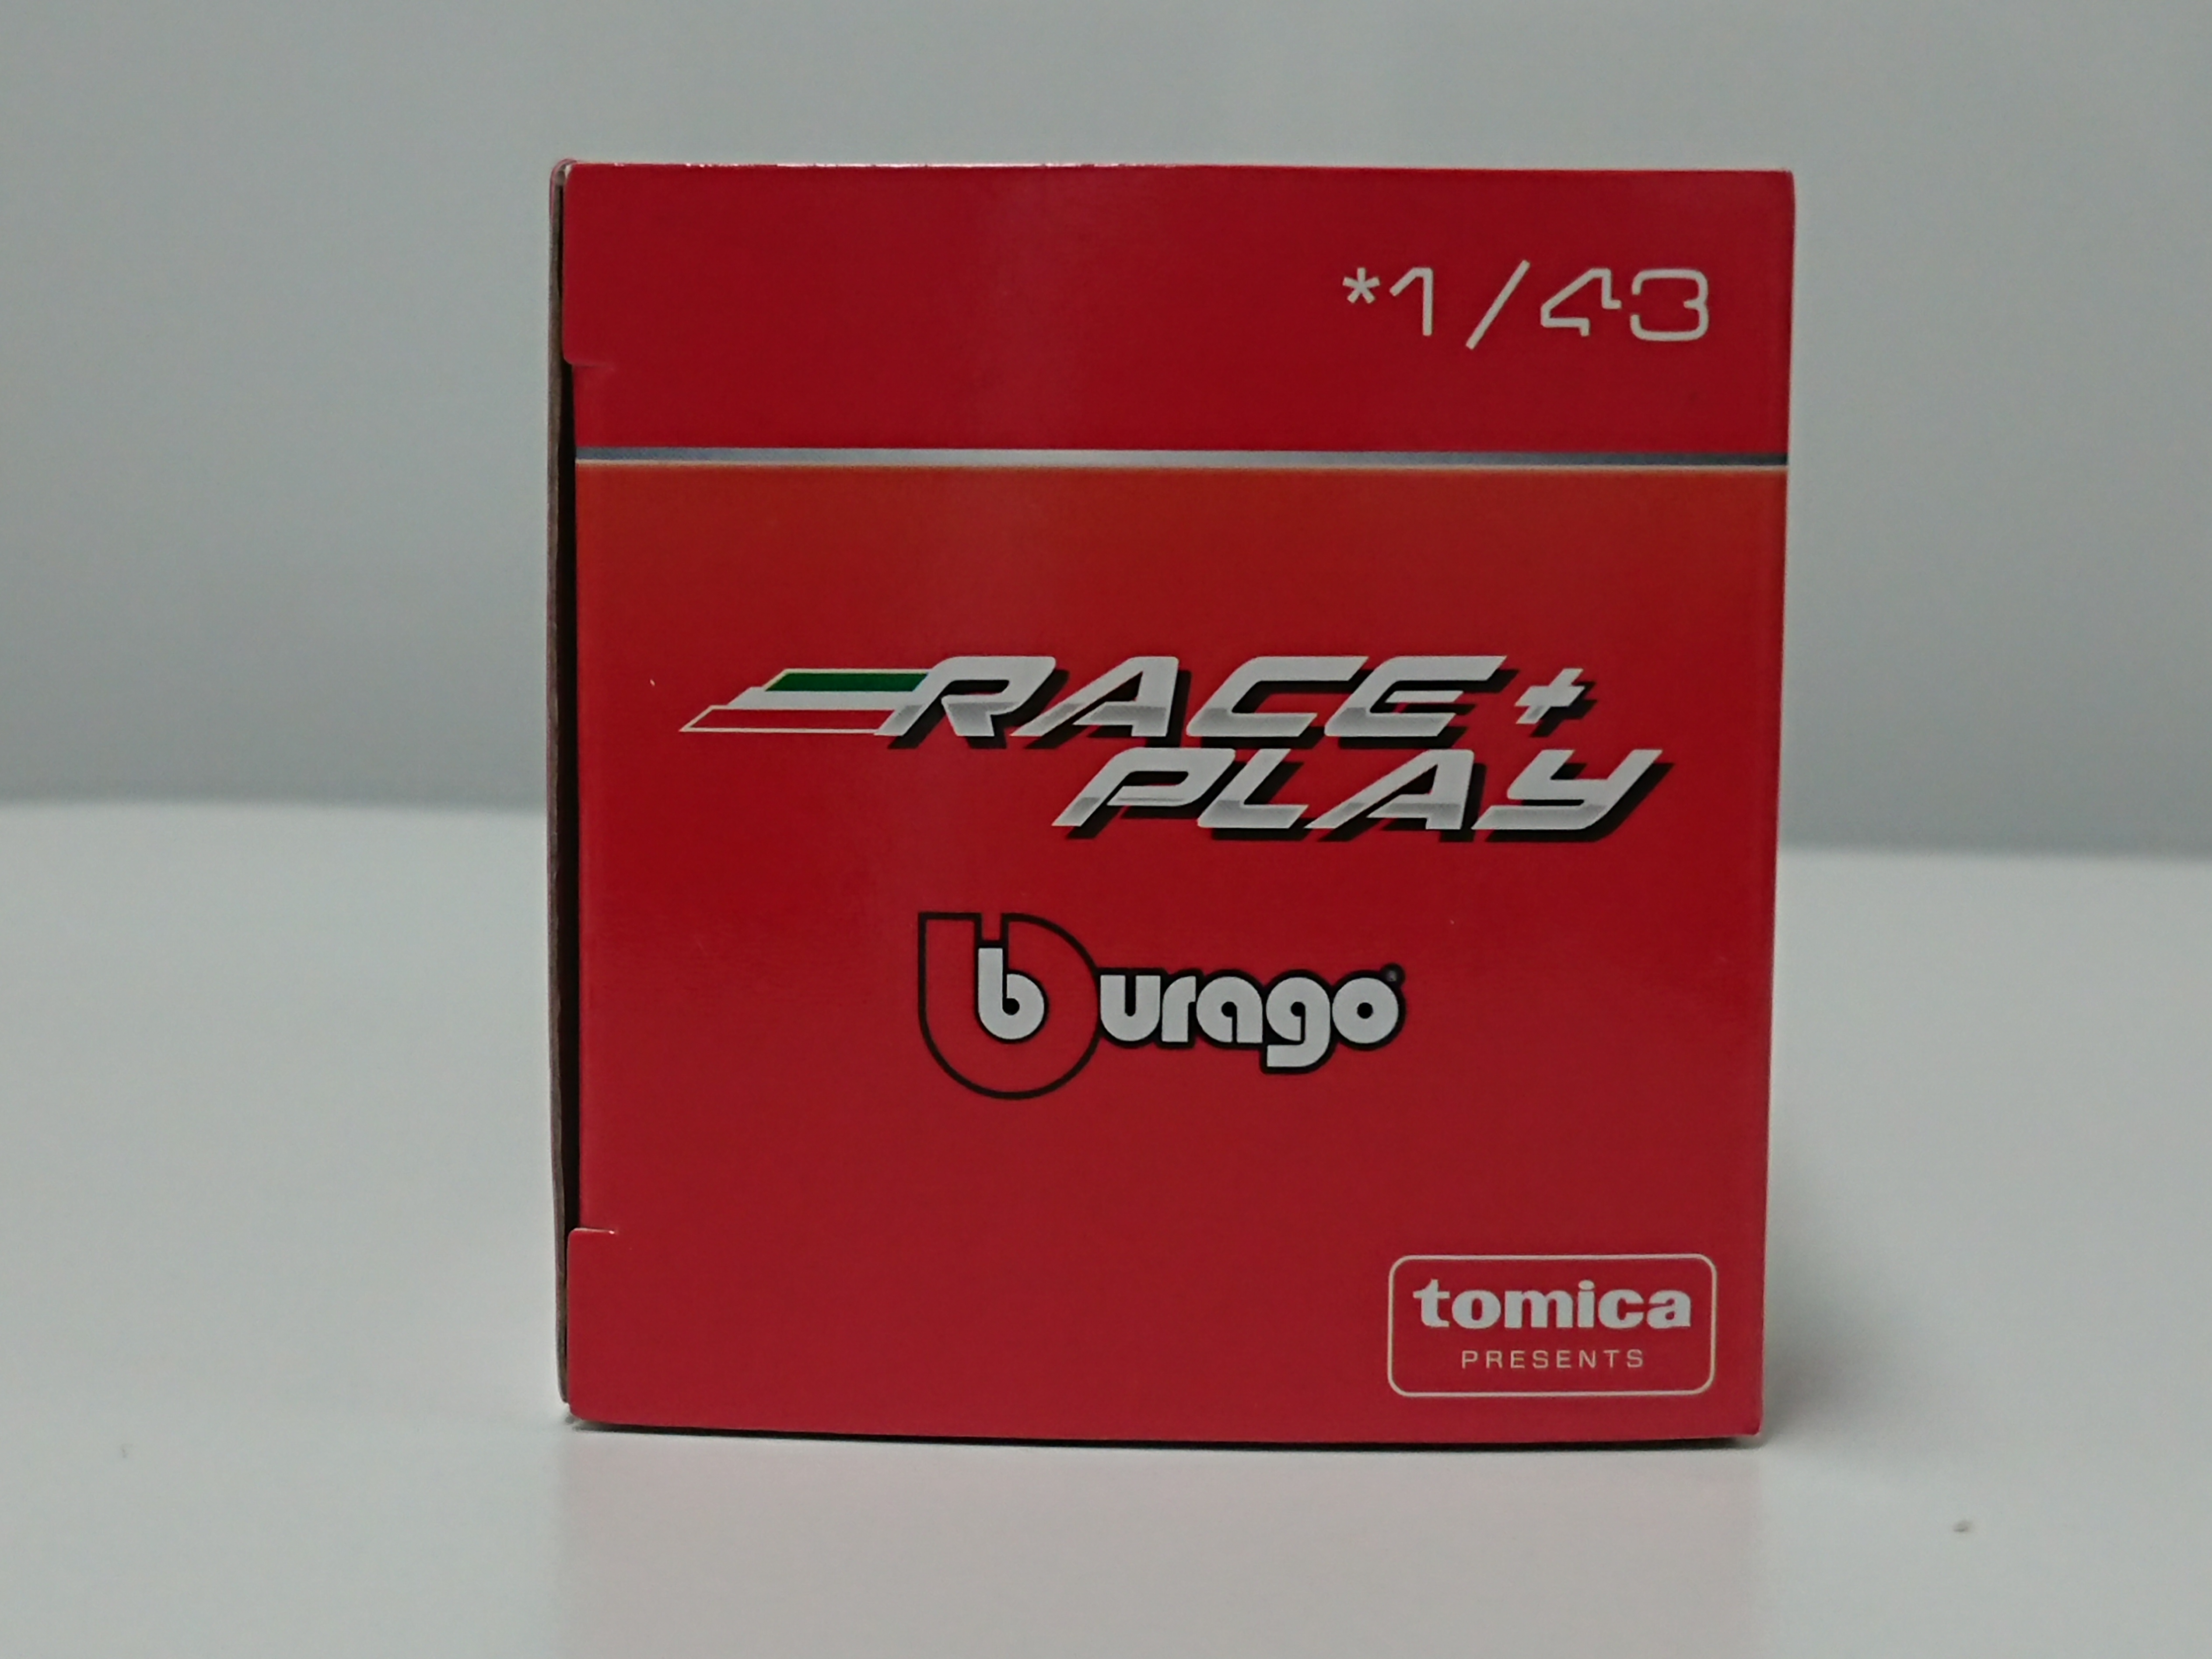 *1/43
RACE+
PLAY
burago
tomica
PRESENTS